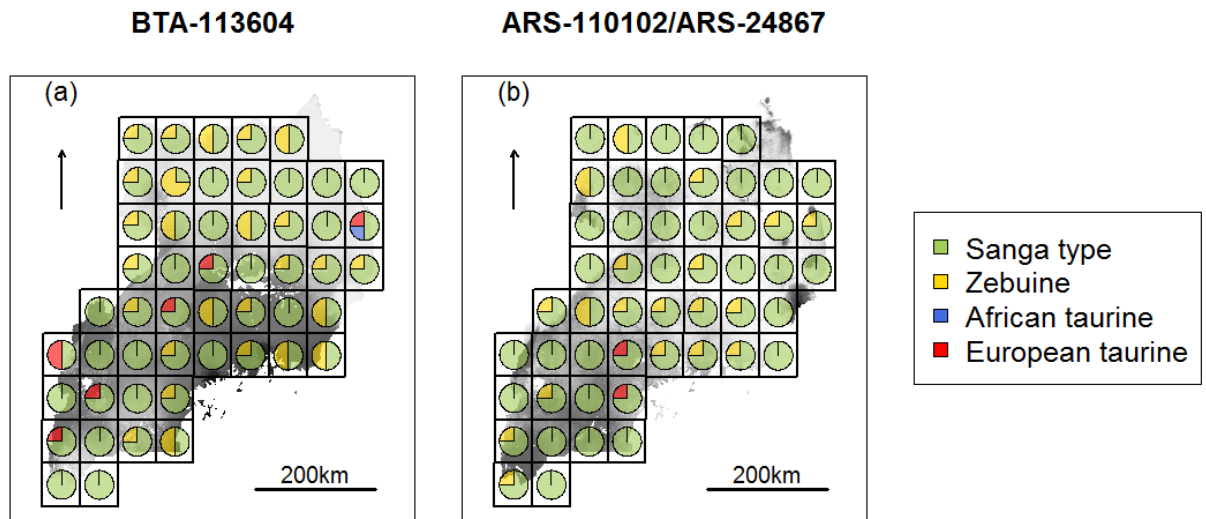 BTA-113604
ARS-110102/ARS-24867
(a)
(b)
200km
200km
Sanga type
Zebuine
African taurine
European taurine